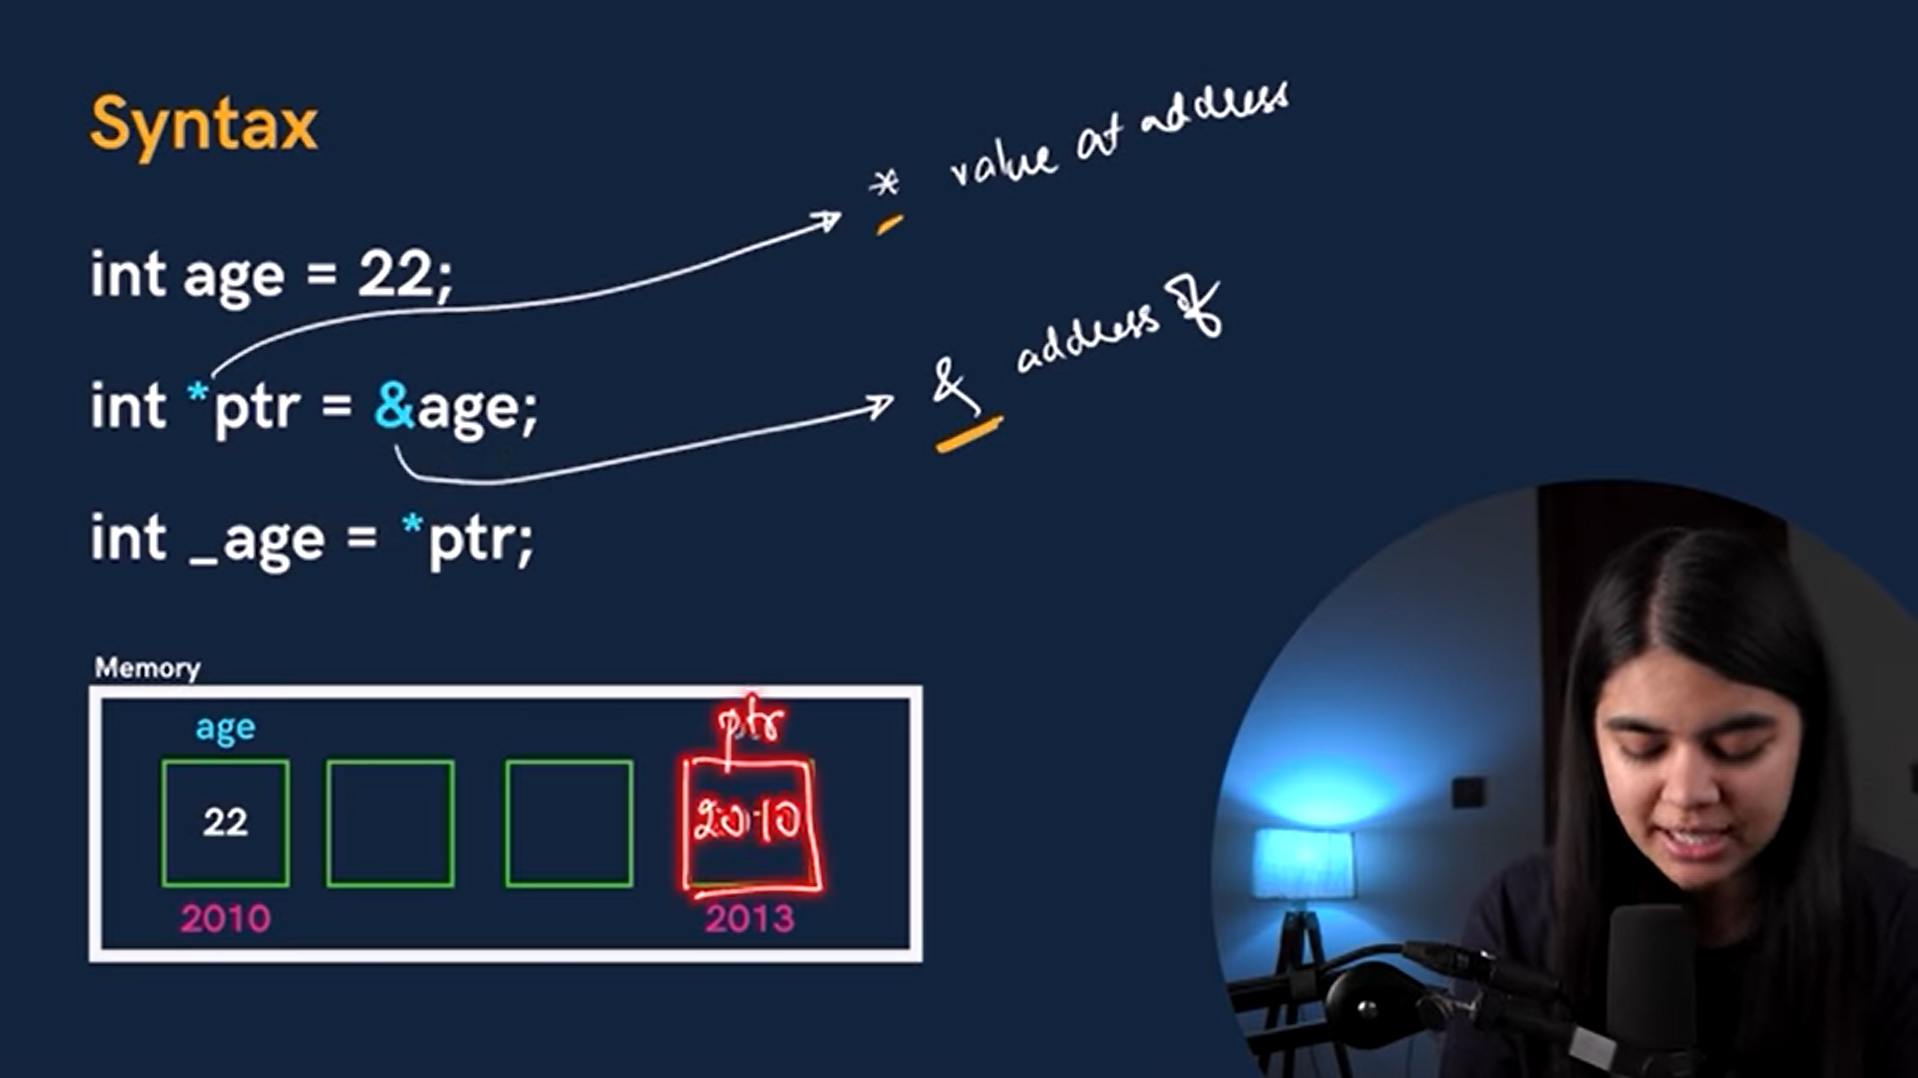 Syntax
* value at address
int age = 22;
& address of
int *ptr = &age;
int _age = *ptr;
Memory
age
ptr
22
2010
2010
2013